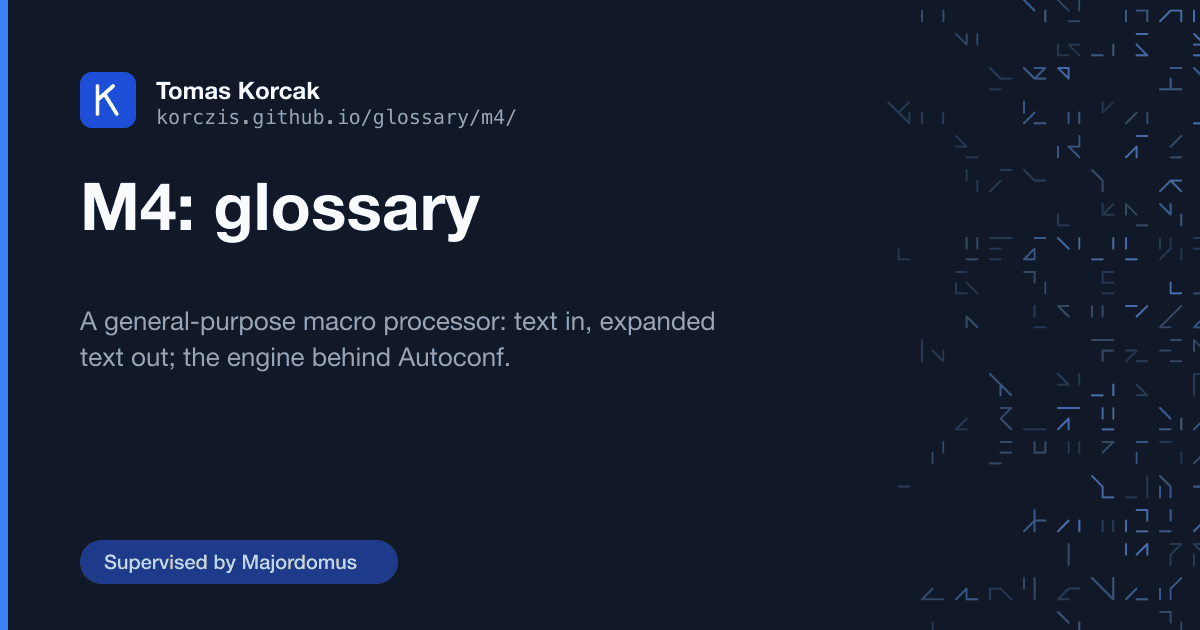 K
Tomas Korcak
korczis.github.io/glossary/m4/
M4: glossary
A general-purpose macro processor: text in, expanded
text out; the engine behind Autoconf.
Supervised by Majordomus